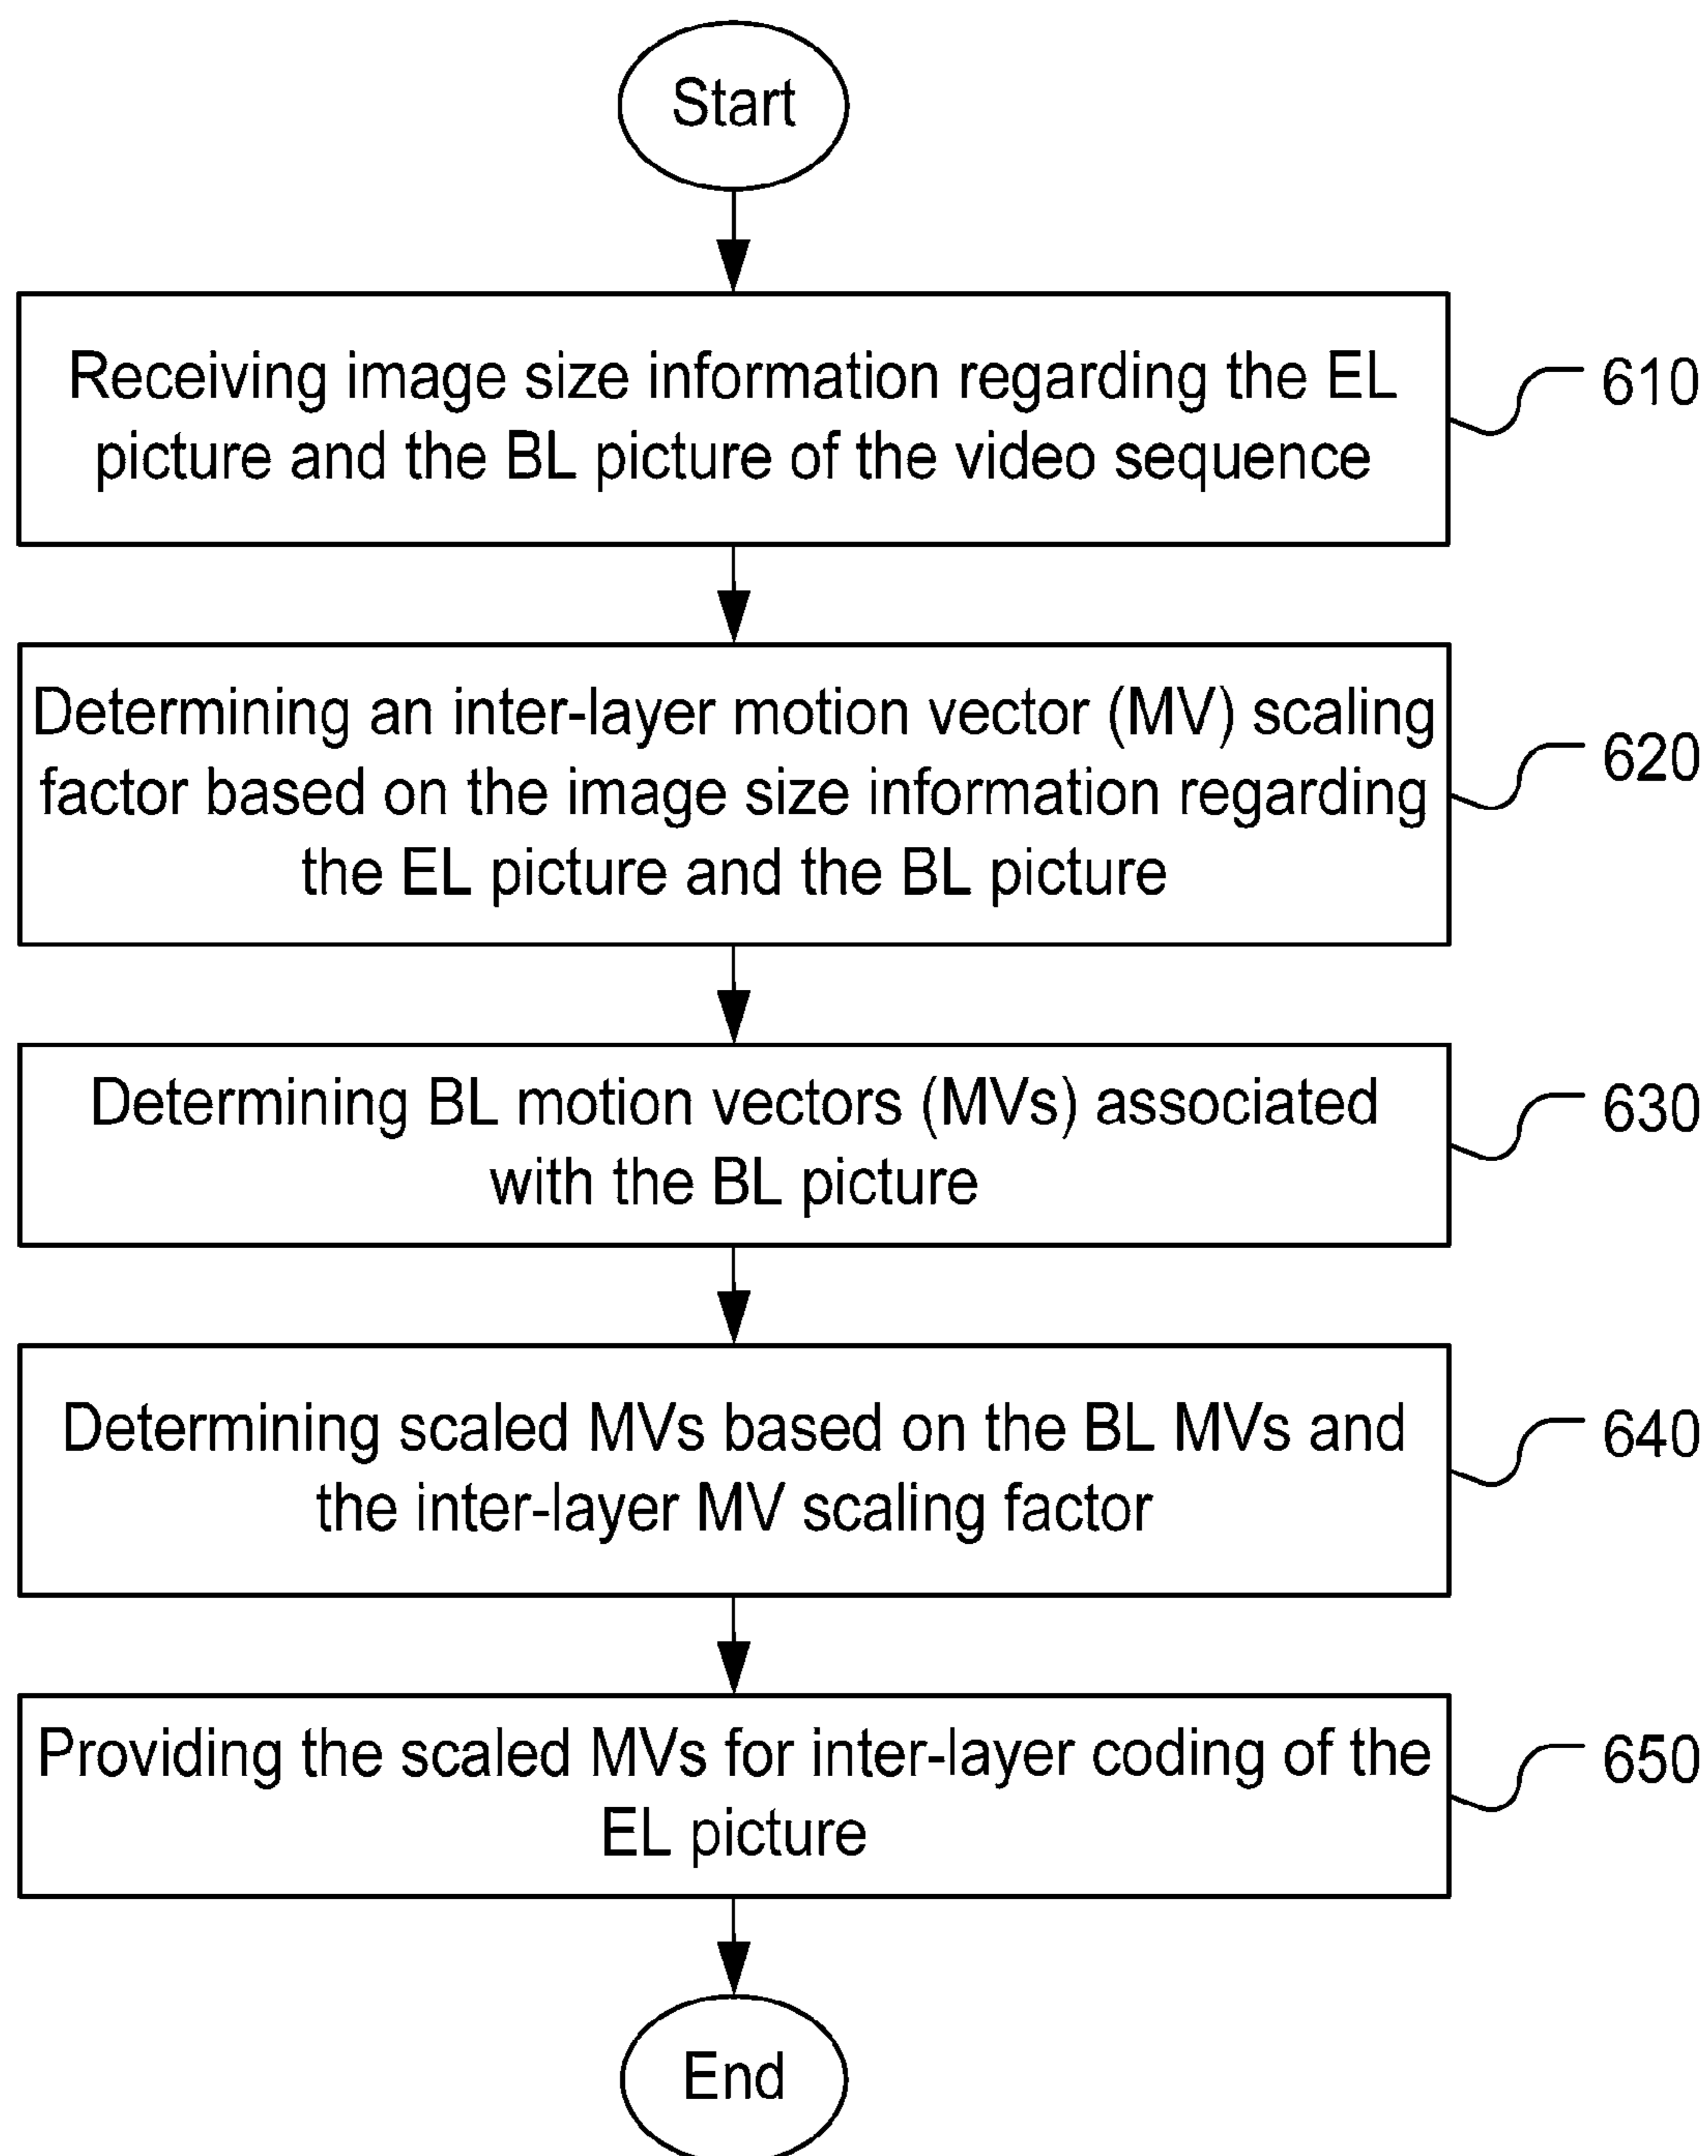 Start
Receiving image size information regarding the EL
picture and the BL picture of the video sequence
610
Determining an inter-layer motion vector (MV) scaling
factor based on the image size information regarding
the EL picture and the BL picture
620
Determining BL motion vectors (MVs) associated
with the BL picture
630
Determining scaled MVs based on the BL MVs and
the inter-layer MV scaling factor
640
Providing the scaled MVs for inter-layer coding of the
EL picture
650
End